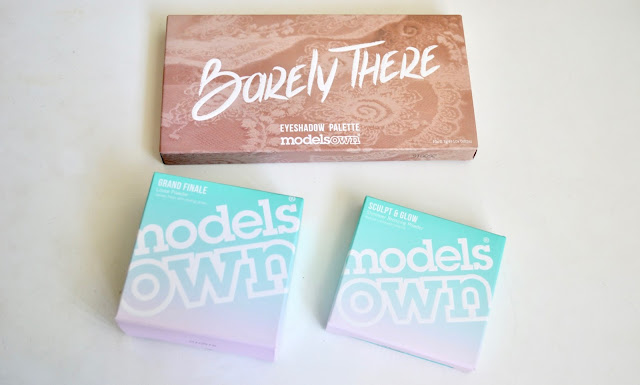 BARELY THERE
EYESHADOW PALETTE
modelsown
GRAND FINALE
models
own
SCULPT & GLOW
models®
own